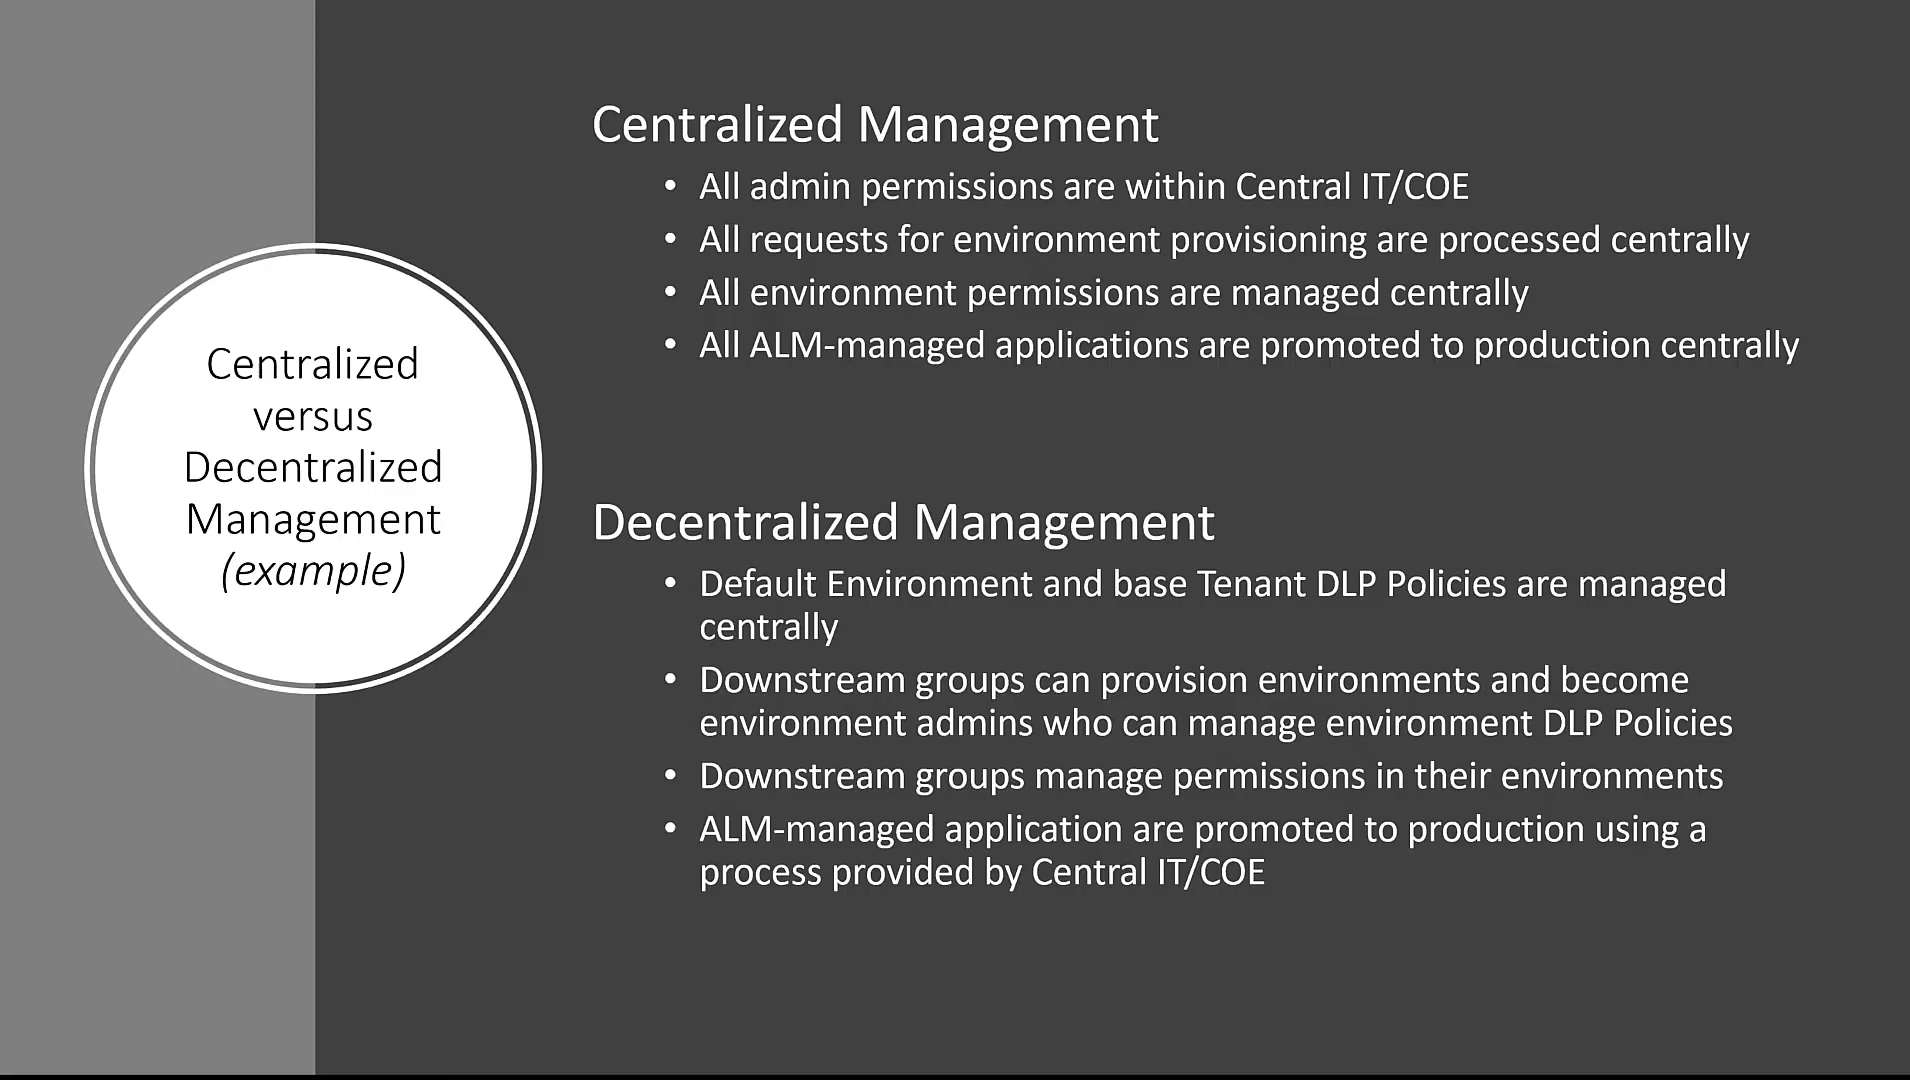 Centralized
versus
Decentralized
Management
(example)
Centralized Management
• All admin permissions are within Central IT/COE
• All requests for environment provisioning are processed centrally
• All environment permissions are managed centrally
• All ALM-managed applications are promoted to production centrally
Decentralized Management
• Default Environment and base Tenant DLP Policies are managed
centrally
• Downstream groups can provision environments and become
environment admins who can manage environment DLP Policies
• Downstream groups manage permissions in their environments
• ALM-managed application are promoted to production using a
process provided by Central IT/COE